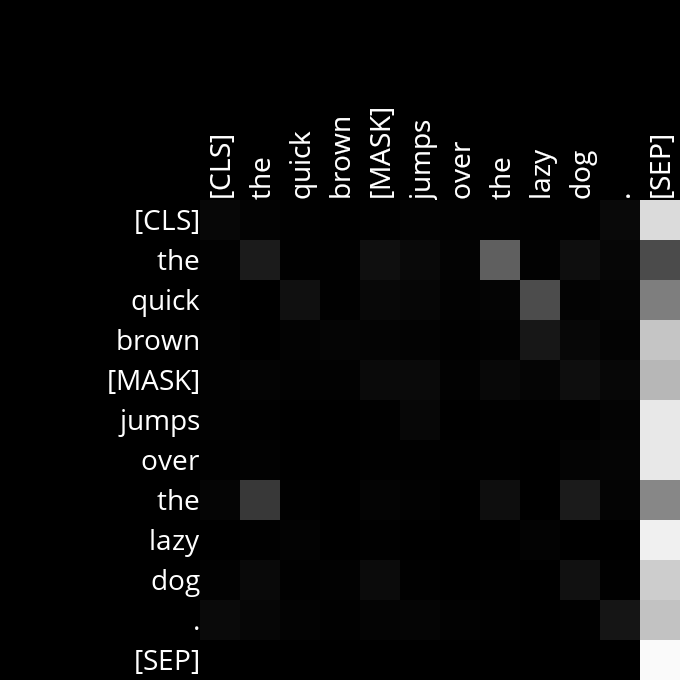 [CLS] the quick brown [MASK] jumps over the lazy dog . [SEP]
[CLS]
the
quick
brown
[MASK]
jumps
over
the
lazy
dog
.
[SEP]